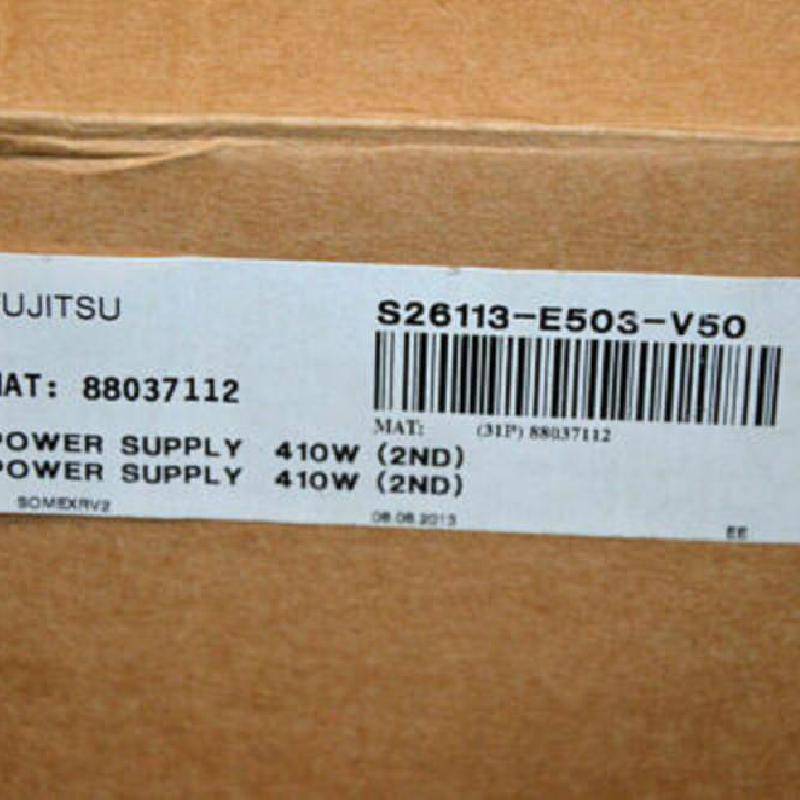 FUJITSU
S26113-E503-V50
MAT: 88037112
MAT: (31P) 88037112
POWER SUPPLY 410W (2ND)
POWER SUPPLY 410W (2ND)
SOMEXRV2
08.08.2013
EE